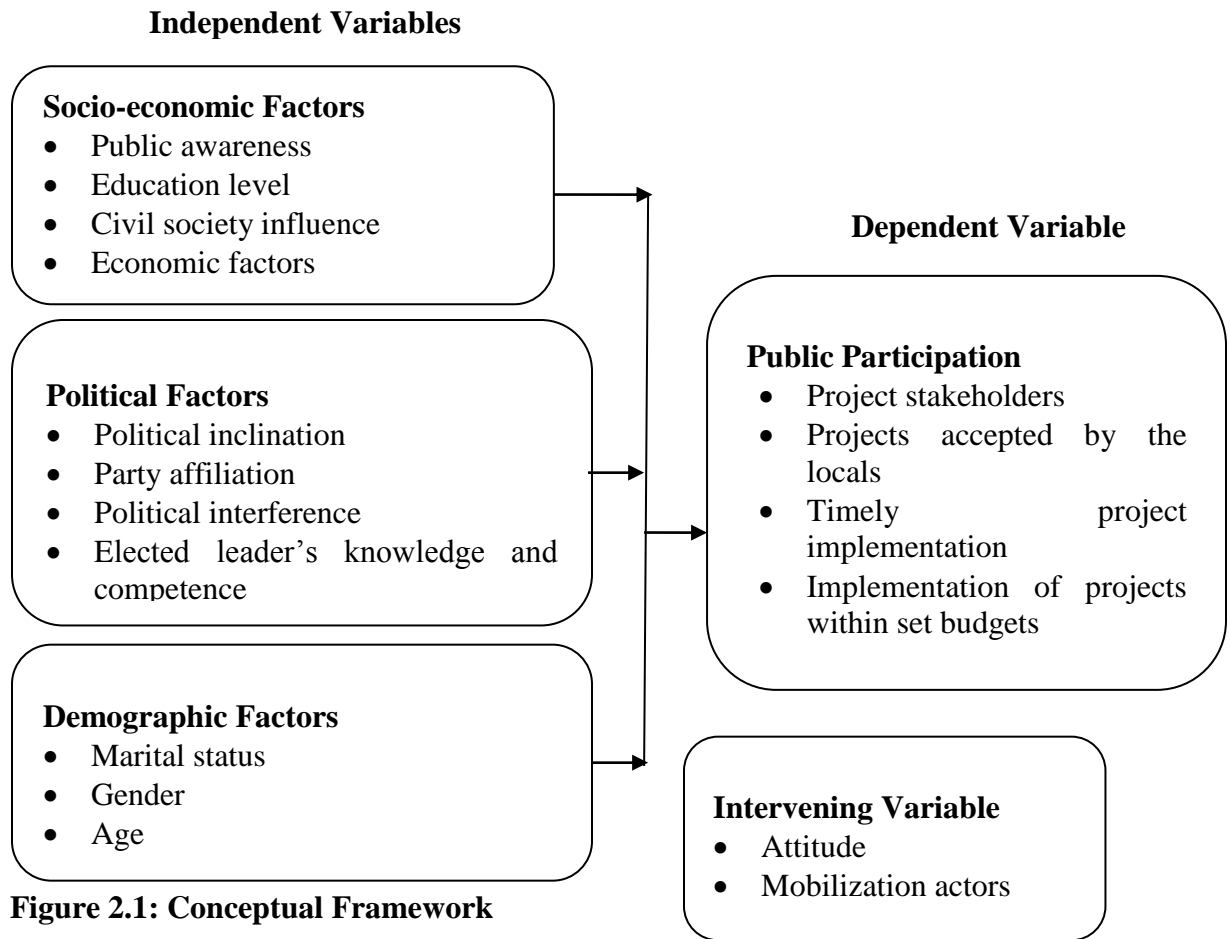 Independent Variables
Socio-economic Factors
• Public awareness
• Education level
• Civil society influence
• Economic factors
Political Factors
• Political inclination
• Party affiliation
• Political interference
• Elected leader’s knowledge and
competence
Demographic Factors
• Marital status
• Gender
• Age
Dependent Variable
Public Participation
• Project stakeholders
• Projects accepted by the
locals
• Timely project
implementation
• Implementation of projects
within set budgets
Intervening Variable
• Attitude
• Mobilization actors
Figure 2.1: Conceptual Framework